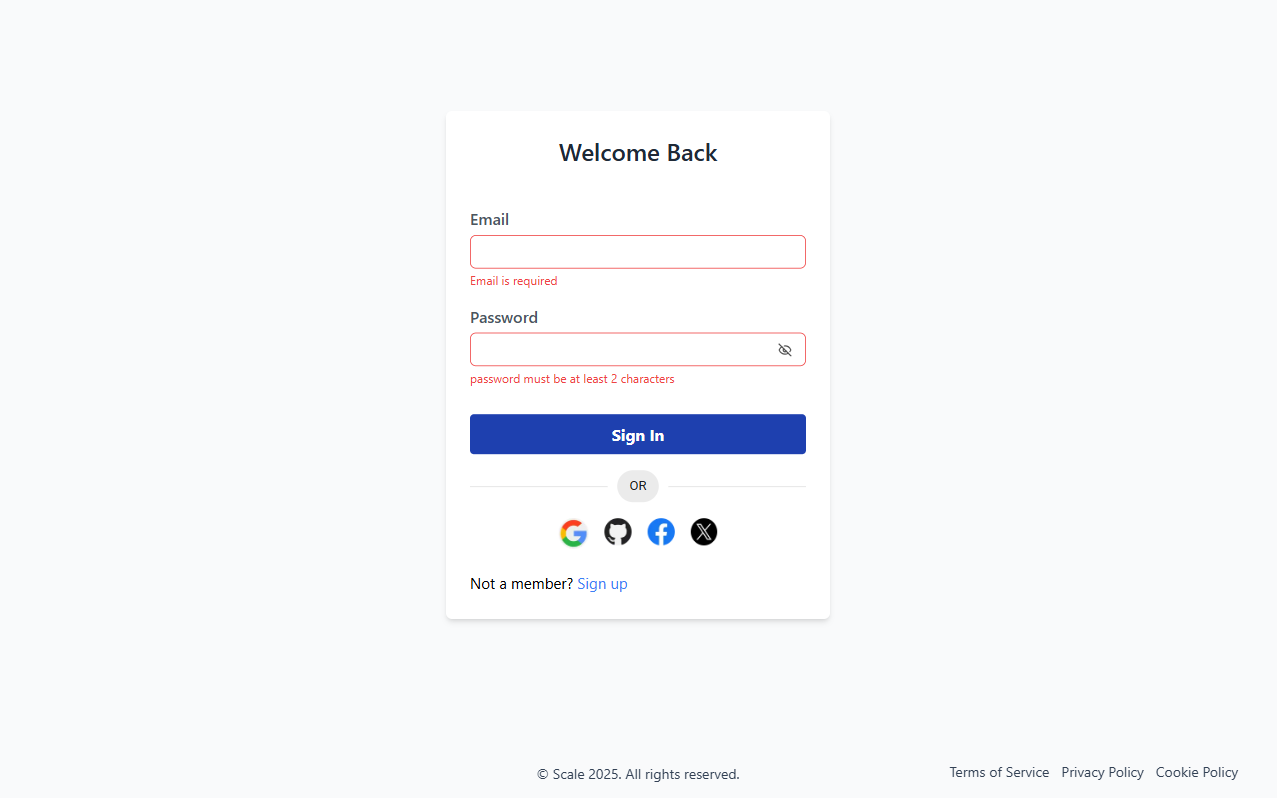 Welcome Back
Email
Email is required
Password
password must be at least 2 characters
Sign In
OR
Not a member? Sign up
© Scale 2025. All rights reserved.
Terms of Service Privacy Policy Cookie Policy